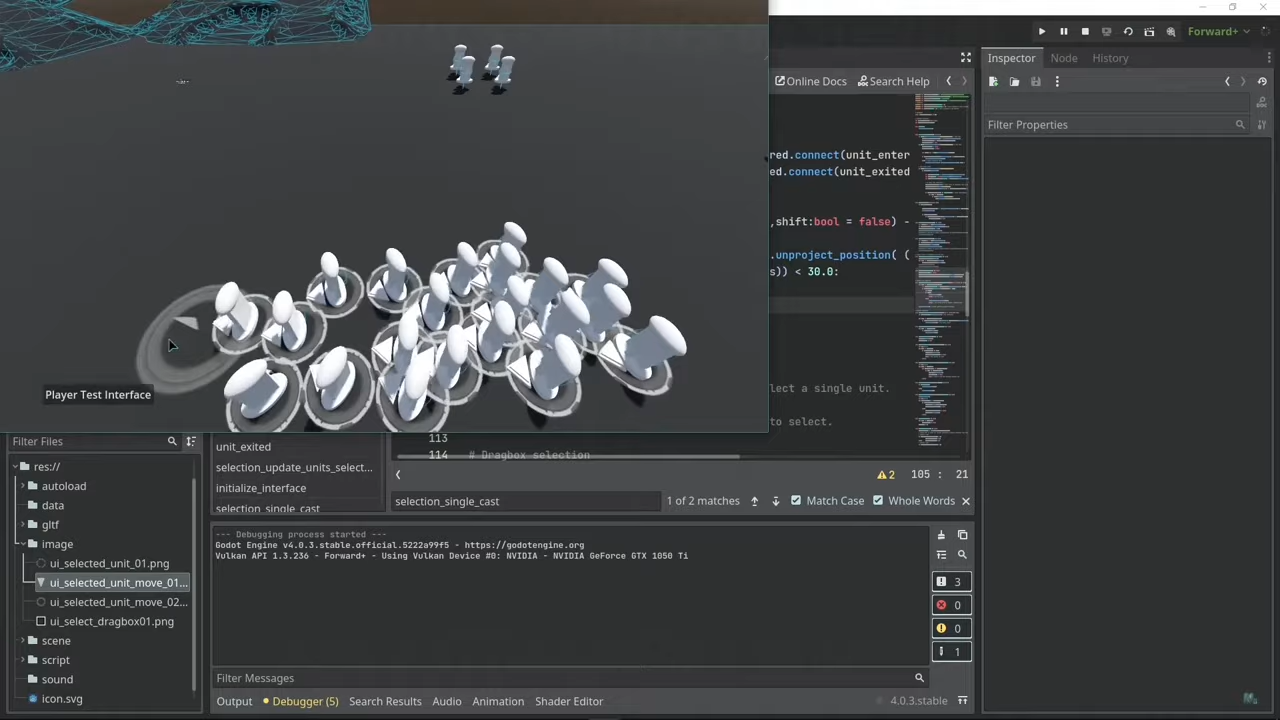 Forward+
Inspector
Node
History
Online Docs
Search Help
Filter Properties
red.connect(unit_enter
red.connect(unit_exited
,shift:bool = false) -
.unproject_position( (
s)) < 30.0:
lect a single unit.
to select.
113
114 # Dragbox selection
Player Test Interface
Filter Files
res://
autoload
data
gltf
image
ui_selected_unit_01.png
ui_selected_unit_move_01...
ui_selected_unit_move_02...
ui_select_dragbox01.png
scene
script
sound
icon.svg
unit_exited
selection_update_units_select...
initialize_interface
selection_single_cast
2 105 : 21
selection_single_cast
1 of 2 matches
Match Case
Whole Words
--- Debugging process started ---
Godot Engine v4.0.3.stable.official.5222a99f5 - https://godotengine.org
Vulkan API 1.3.236 - Forward+ - Using Vulkan Device #0: NVIDIA - NVIDIA GeForce GTX 1050 Ti
3
0
0
1
Filter Messages
Output
Debugger (5)
Search Results
Audio
Animation
Shader Editor
4.0.3.stable